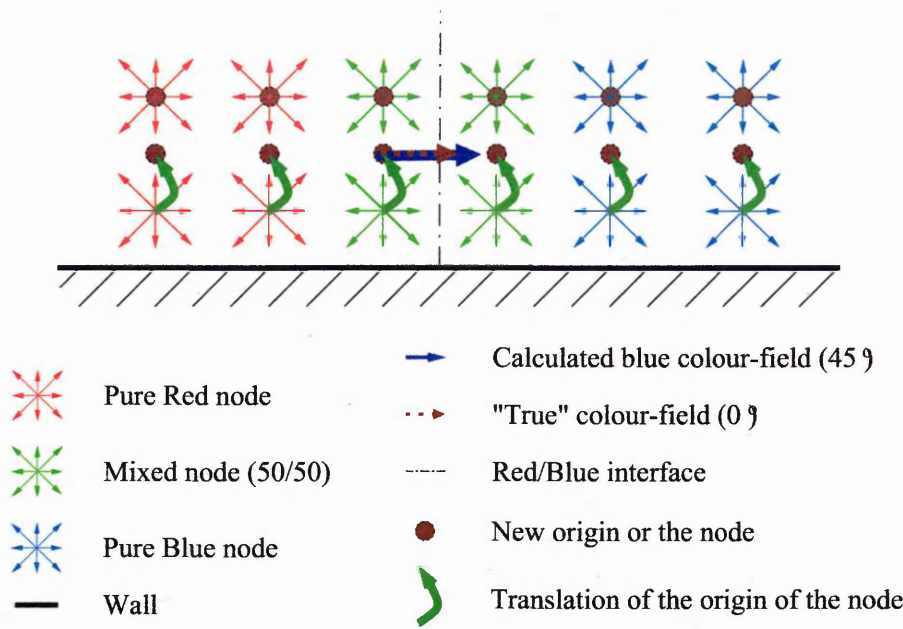 Calculated blue colour-field (45 °)
Pure Red node
"True" colour-field (0 °)
Mixed node (50/50)
Red/Blue interface
Pure Blue node
New origin or the node
Wall
Translation of the origin of the node